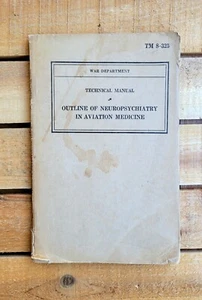 TM 8-325
WAR DEPARTMENT
TECHNICAL MANUAL
OUTLINE OF NEUROPSYCHIATRY
IN AVIATION MEDICINE